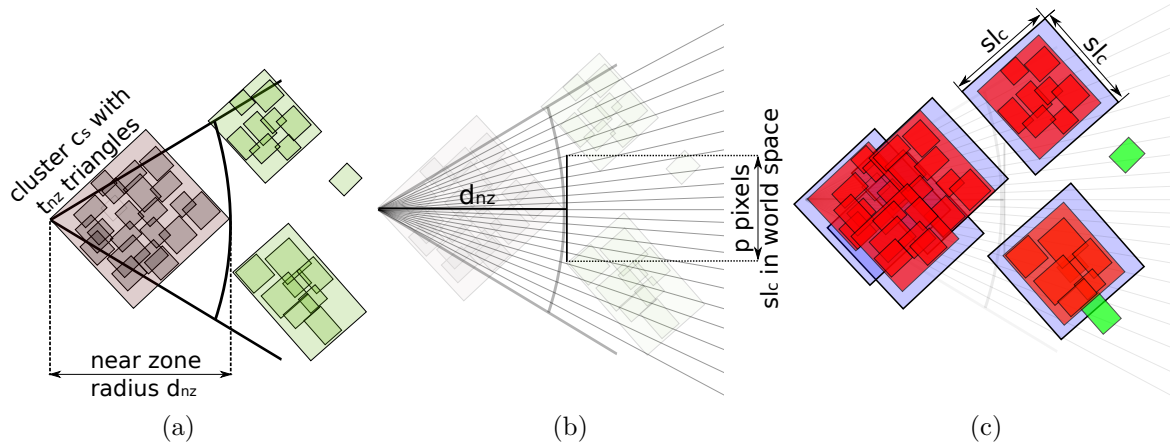 cluster cs with
tnz triangles
near zone
radius dnz
(a)
dnz
p pixels
slc in world space
(b)
slc
slc
(c)